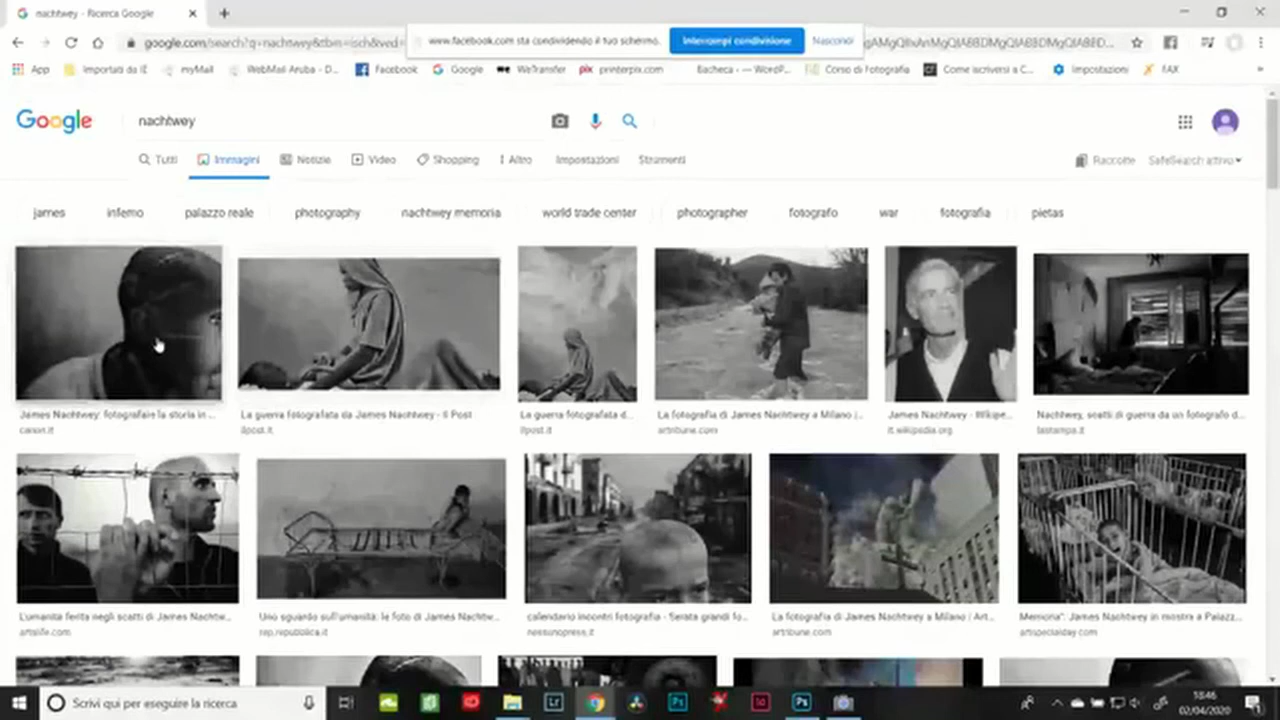 nachtwey - Ricerca Google
www.facebook.com sta condividendo il tuo schermo.
Interrompi condivisione
Nascondi
google.com/search?q=nachtwey&tbm=isch&ved=
App
Importati da IE
myMail
WebMail Aruba - D...
Facebook
Google
WeTransfer
printerpix.com
Bacheca - — WordP...
Corso di Fotografia
Come iscriversi a C...
Impostazioni
FAX
Google
nachtwey
Tutti
Immagini
Notizie
Video
Shopping
Altro
Impostazioni
Strumenti
Raccolte
SafeSearch attivo
james
inferno
palazzo reale
photography
nachtwey memoria
world trade center
photographer
fotografo
war
fotografia
pietas
James Nachtwey: fotografare la storia in ...
canon.it
La guerra fotografata da James Nachtwey - Il Post
ilpost.it
La guerra fotografata d...
ilpost.it
La fotografia di James Nachtwey a Milano | ...
artribune.com
James Nachtwey - Wikipe...
it.wikipedia.org
Nachtwey, scatti di guerra da un fotografo d...
lastampa.it
L'umanità ferita negli scatti di James Nachtw...
artslife.com
Uno sguardo sull'umanità: le foto di James Nachtw...
rep.repubblica.it
calendario incontri fotografia - Serata grandi fo...
nessunopress.it
La fotografia di James Nachtwey a Milano | Art...
artribune.com
Memoria". James Nachtwey in mostra a Palazz...
artspecialday.com
Scrivi qui per eseguire la ricerca
Lr
Ps
Id
Ps
18:46
02/04/2020